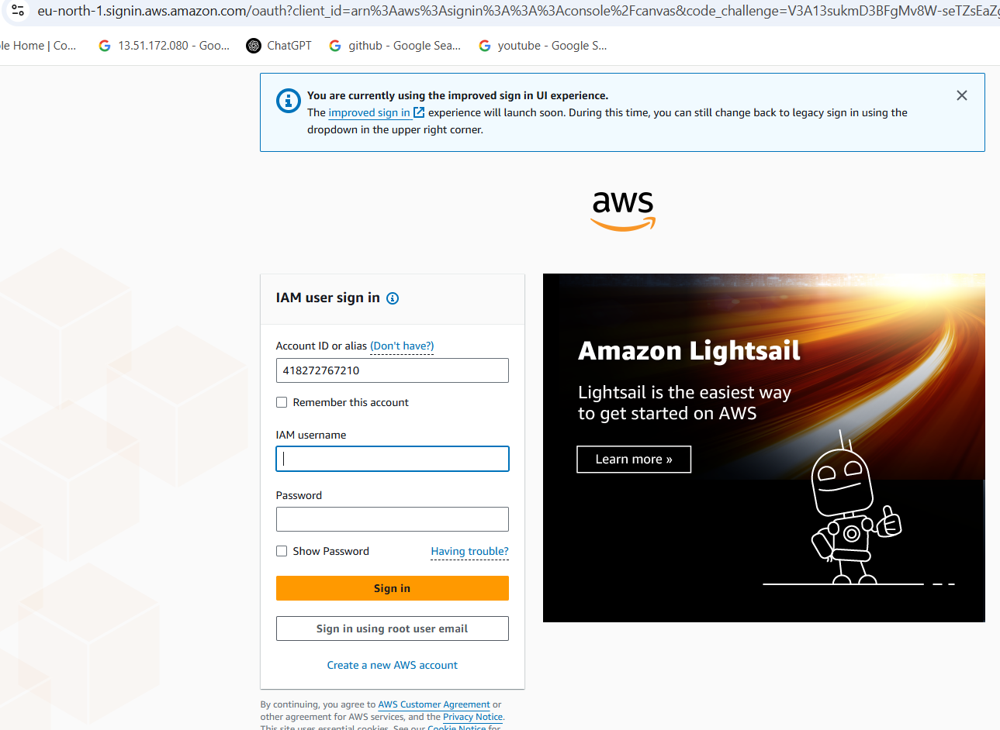 eu-north-1.signin.aws.amazon.com/oauth?client_id=arn%3Aaws%3Asignin%3A%3A%3Aconsole%2Fcanvas&code_challenge=V3A13sukmD3BFgMv8W-seTZsEaZ
le Home | Co...
13.51.172.080 - Goo...
ChatGPT
github - Google Sea...
youtube - Google S...
You are currently using the improved sign in UI experience.
The improved sign in experience will launch soon. During this time, you can still change back to legacy sign in using the
dropdown in the upper right corner.
aws
IAM user sign in
Account ID or alias (Don't have?)
418272767210
Remember this account
IAM username
Password
Show Password
Having trouble?
Sign in
Sign in using root user email
Create a new AWS account
By continuing, you agree to AWS Customer Agreement or
other agreement for AWS services, and the Privacy Notice.
This site uses essential cookies. See our Cookie Notice for
Amazon Lightsail
Lightsail is the easiest way
to get started on AWS
Learn more »